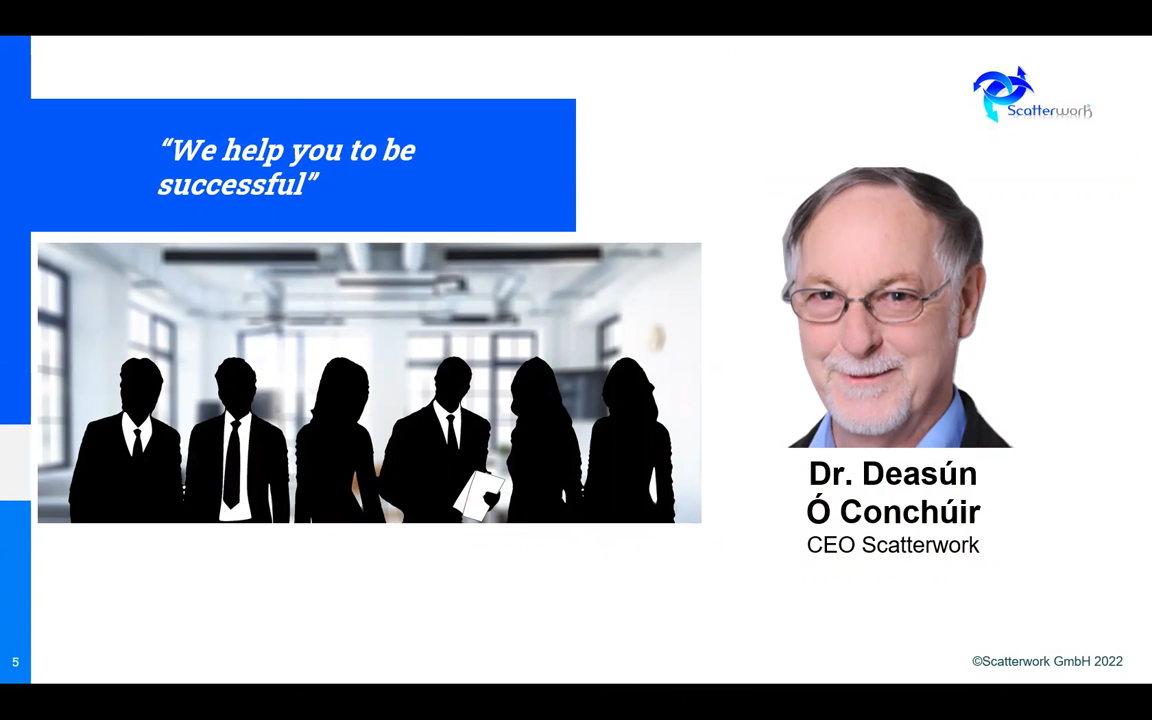 Scatterwork
“We help you to be
successful”
Dr. Deasún
Ó Conchúir
CEO Scatterwork
5
©Scatterwork GmbH 2022